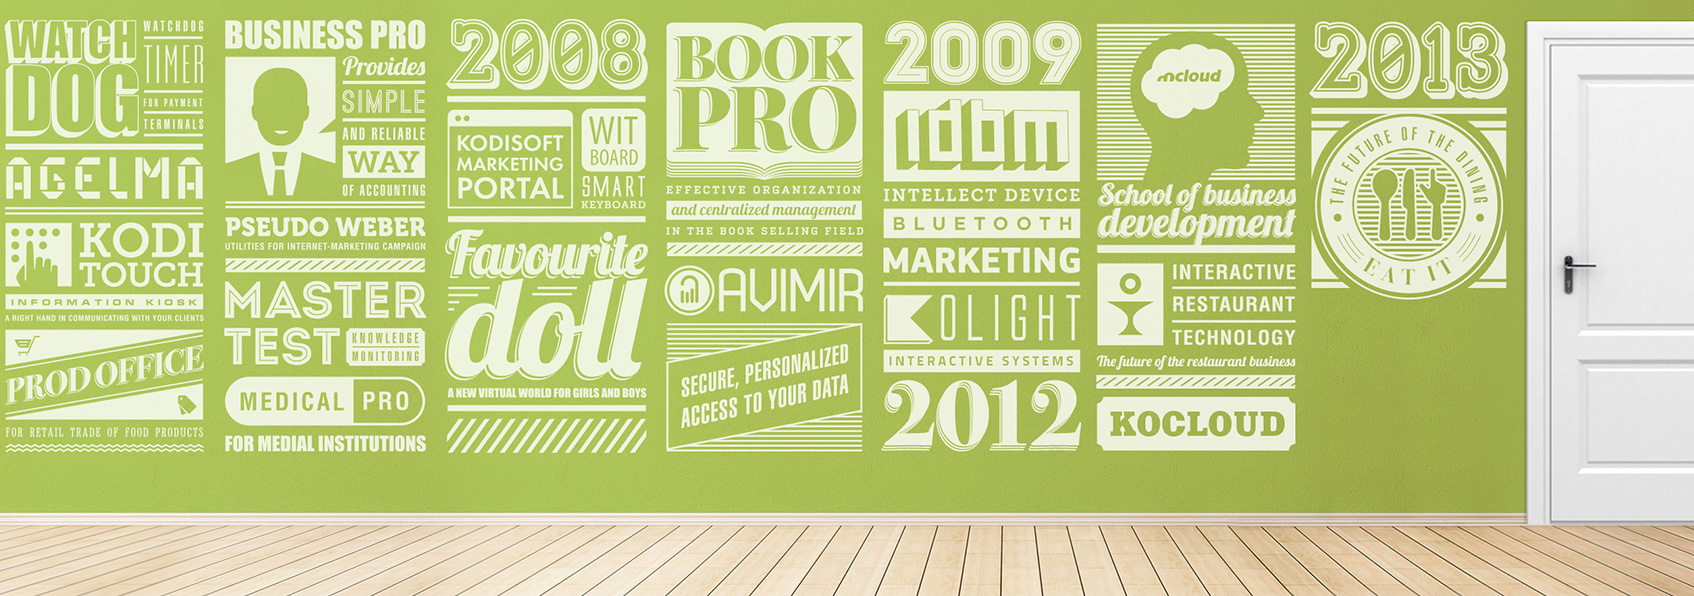 WATCH
DOG
WATCHDOG
TIMER
FOR PAYMENT
TERMINALS
AGELMA
KODI
TOUCH
INFORMATION KIOSK
A RIGHT HAND IN COMMUNICATING WITH YOUR CLIENTS
PROD OFFICE
FOR RETAIL TRADE OF FOOD PRODUCTS
BUSINESS PRO
Provides
SIMPLE
AND RELIABLE
WAY
OF ACCOUNTING
PSEUDO WEBER
UTILITIES FOR INTERNET-MARKETING CAMPAIGN
MASTER
TEST
KNOWLEDGE
MONITORING
MEDICAL PRO
FOR MEDIAL INSTITUTIONS
2008
KODISOFT
MARKETING
PORTAL
WIT
BOARD
SMART
KEYBOARD
Favourite
doll
A NEW VIRTUAL WORLD FOR GIRLS AND BOYS
BOOK
PRO
EFFECTIVE ORGANIZATION
and centralized management
IN THE BOOK SELLING FIELD
AVIMIR
SECURE, PERSONALIZED
ACCESS TO YOUR DATA
2009
idbm
INTELLECT DEVICE
BLUETOOTH
MARKETING
KOLIGHT
INTERACTIVE SYSTEMS
2012
mcloud
School of business
development
INTERACTIVE
RESTAURANT
TECHNOLOGY
The future of the restaurant business
KOCLOUD
2013
THE FUTURE OF THE DINING
EAT IT